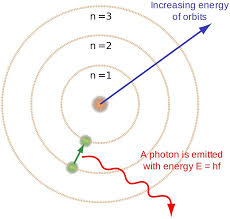 Increasing energy
of orbits
n = 3
n = 2
n = 1
A photon is emitted
with energy E = hf